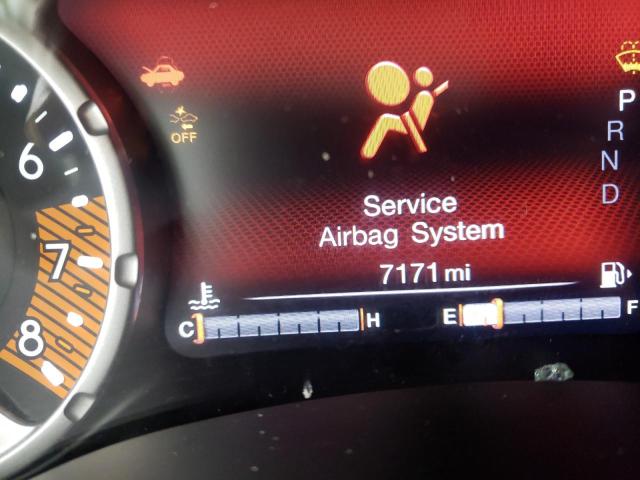 6
7
8
OFF
P
R
N
D
Service
Airbag System
7171 mi
C H E F